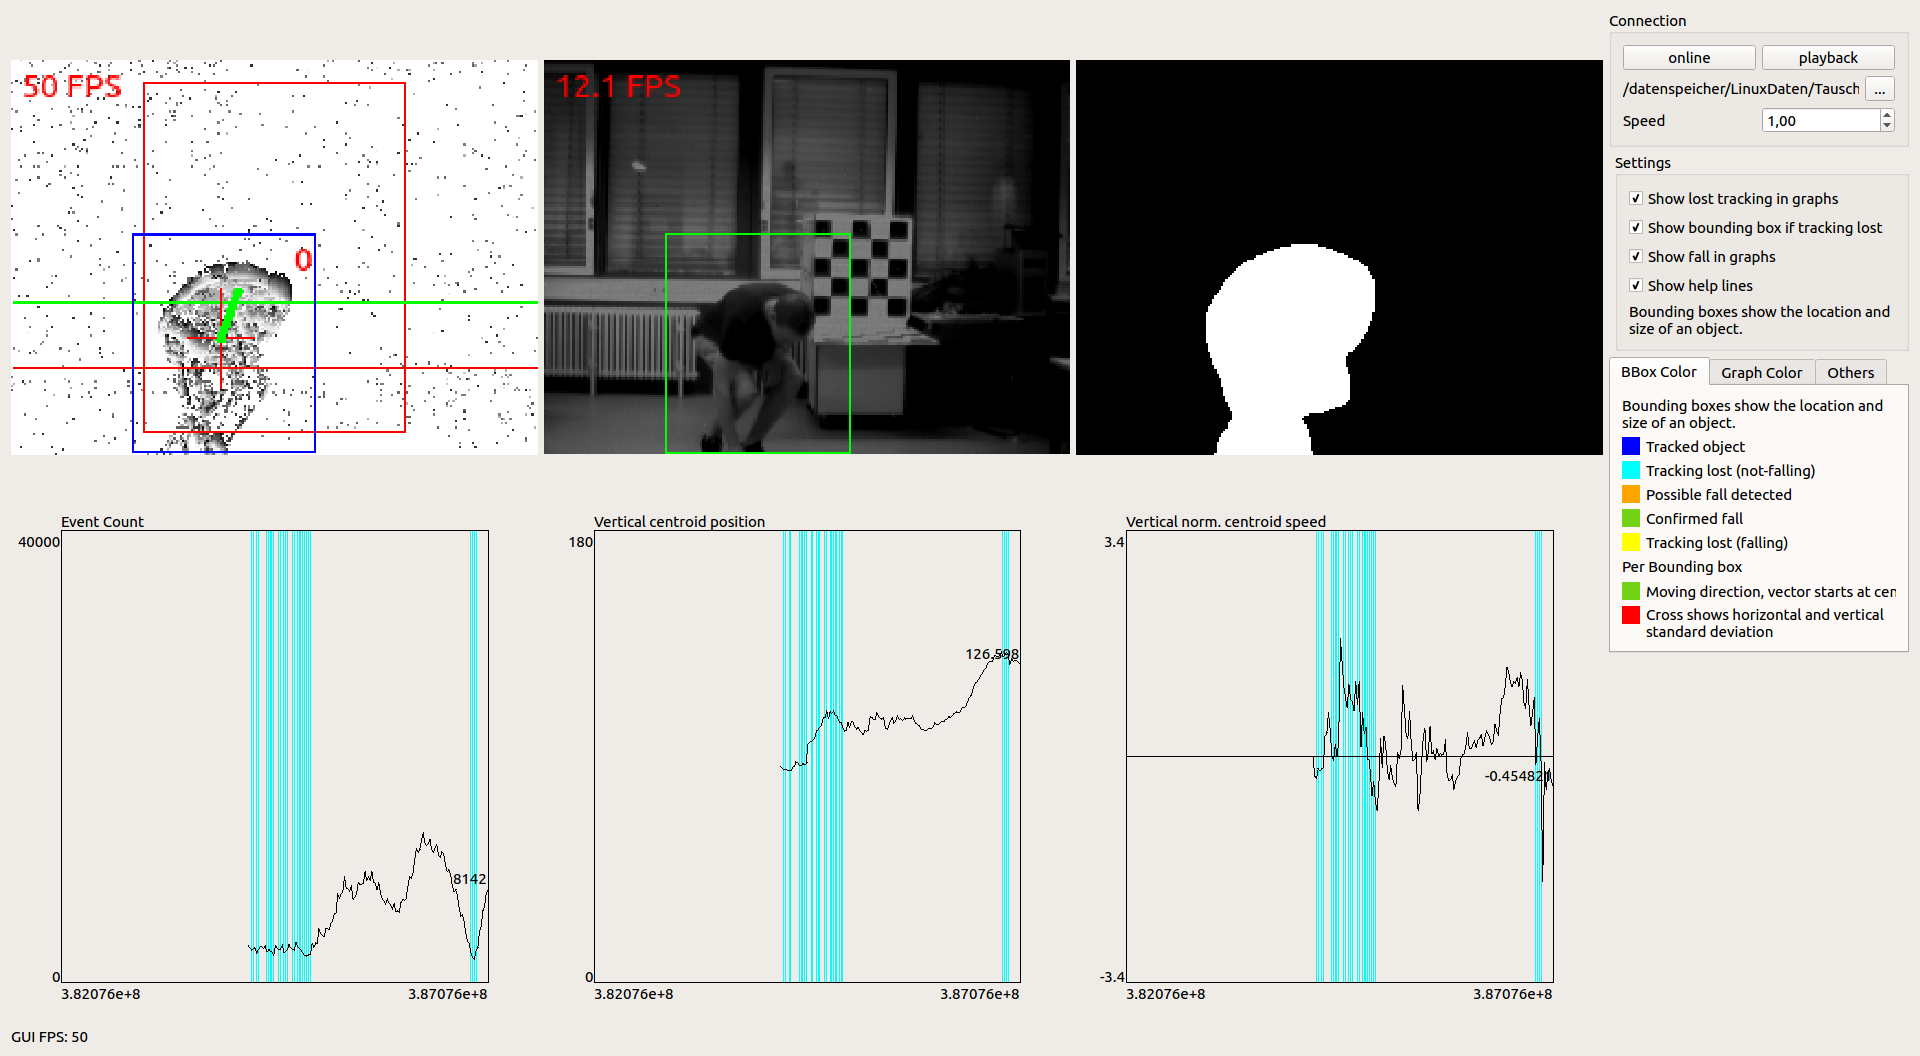 Connection
online
playback
/datenspeicher/LinuxDaten/Tausch
...
Speed
1,00
Settings
Show lost tracking in graphs
Show bounding box if tracking lost
Show fall in graphs
Show help lines
Bounding boxes show the location and
size of an object.
BBox Color
Graph Color
Others
Bounding boxes show the location and
size of an object.
Tracked object
Tracking lost (not-falling)
Possible fall detected
Confirmed fall
Tracking lost (falling)
Per Bounding box
Moving direction, vector starts at cen
Cross shows horizontal and vertical
standard deviation
50 FPS
0
12.1 FPS
Event Count
40000
8142
0
3.82076e+8
3.87076e+8
Vertical centroid position
180
126.598
0
3.82076e+8
3.87076e+8
Vertical norm. centroid speed
3.4
-3.4
3.82076e+8
3.87076e+8
GUI FPS: 50